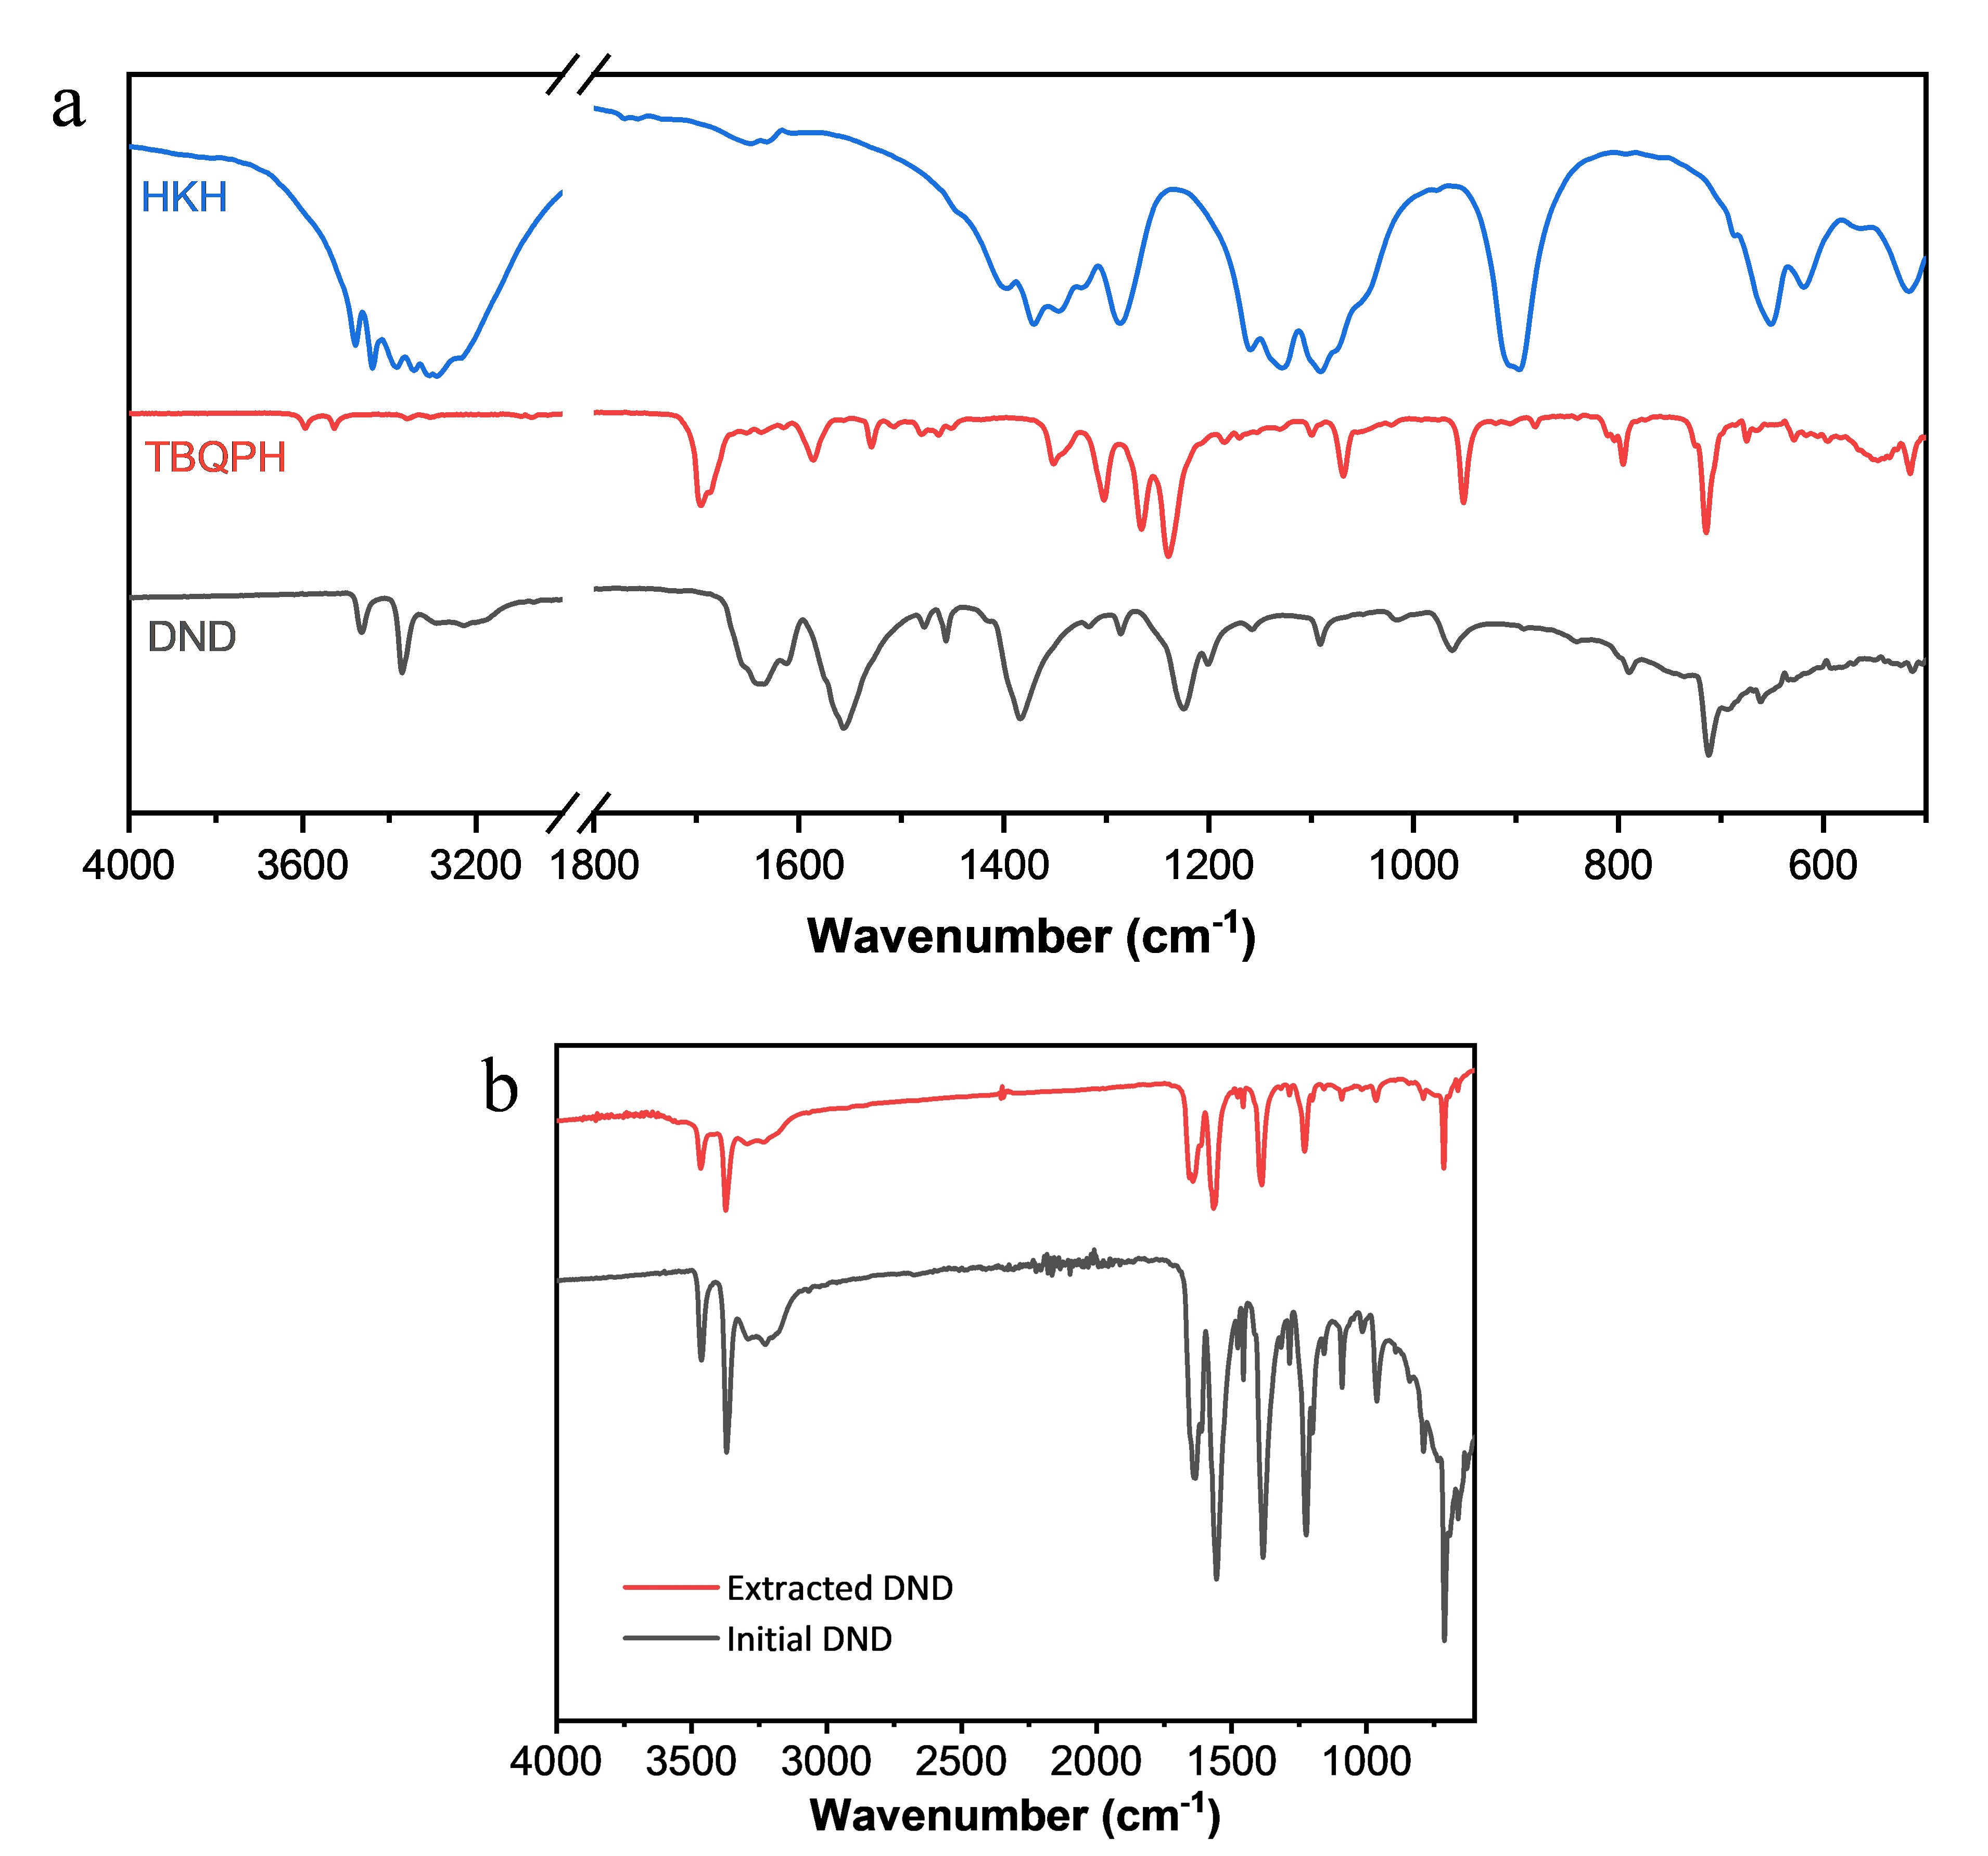 a
HKH
TBQPH
DND
4000 3600 3200 1800 1600 1400 1200 1000 800 600
Wavenumber (cm⁻¹)
b
Extracted DND
Initial DND
4000 3500 3000 2500 2000 1500 1000
Wavenumber (cm⁻¹)